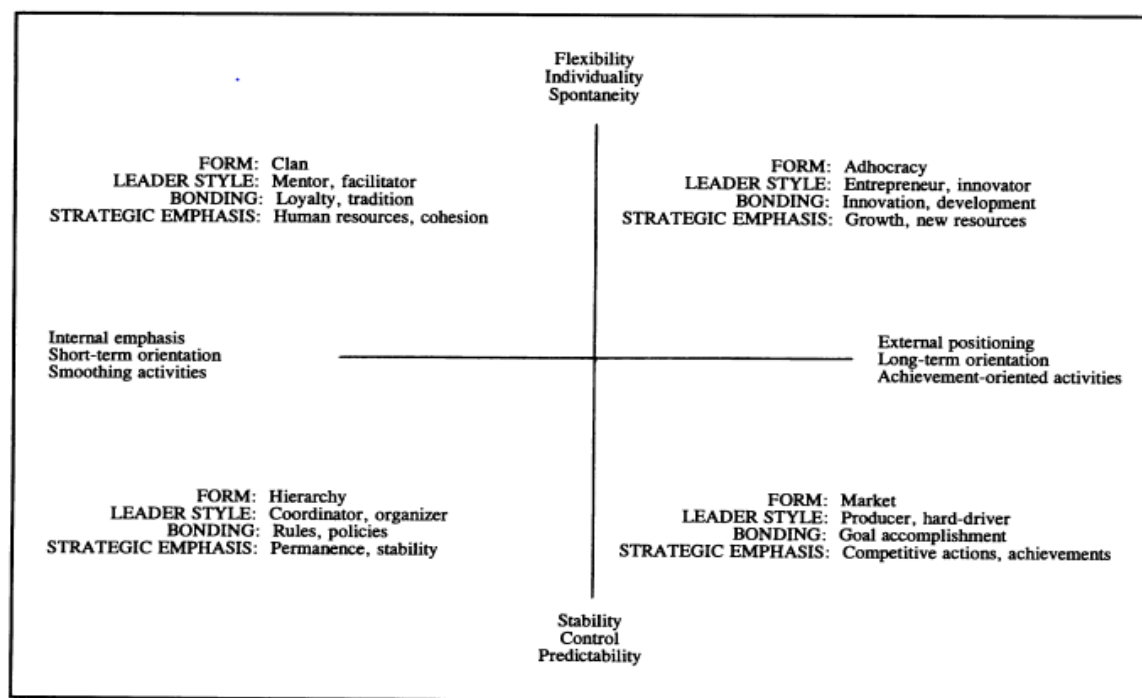 Flexibility
Individuality
Spontaneity
FORM: Clan
LEADER STYLE: Mentor, facilitator
BONDING: Loyalty, tradition
STRATEGIC EMPHASIS: Human resources, cohesion
FORM: Adhocracy
LEADER STYLE: Entrepreneur, innovator
BONDING: Innovation, development
STRATEGIC EMPHASIS: Growth, new resources
Internal emphasis
Short-term orientation
Smoothing activities
External positioning
Long-term orientation
Achievement-oriented activities
FORM: Hierarchy
LEADER STYLE: Coordinator, organizer
BONDING: Rules, policies
STRATEGIC EMPHASIS: Permanence, stability
FORM: Market
LEADER STYLE: Producer, hard-driver
BONDING: Goal accomplishment
STRATEGIC EMPHASIS: Competitive actions, achievements
Stability
Control
Predictability